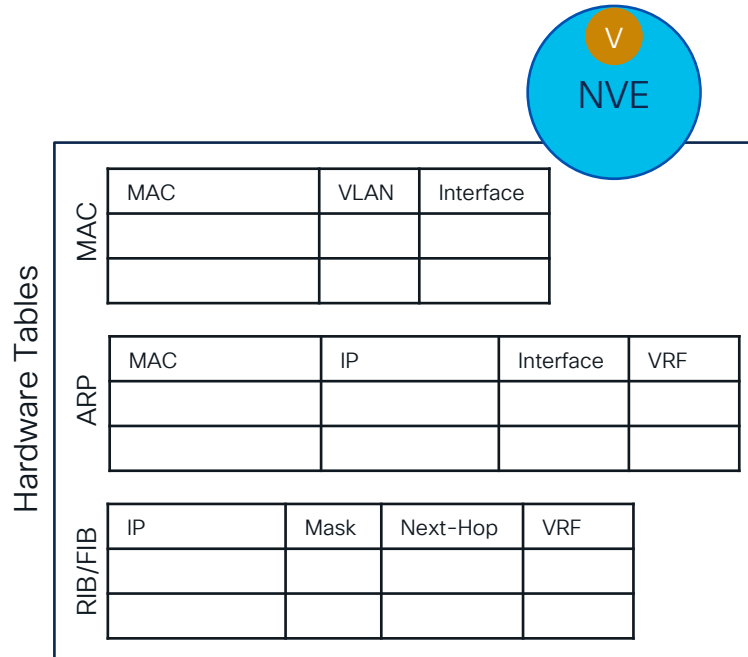 V
NVE
Hardware Tables
MAC
MAC VLAN Interface
ARP
MAC IP Interface VRF
RIB/FIB
IP Mask Next-Hop VRF